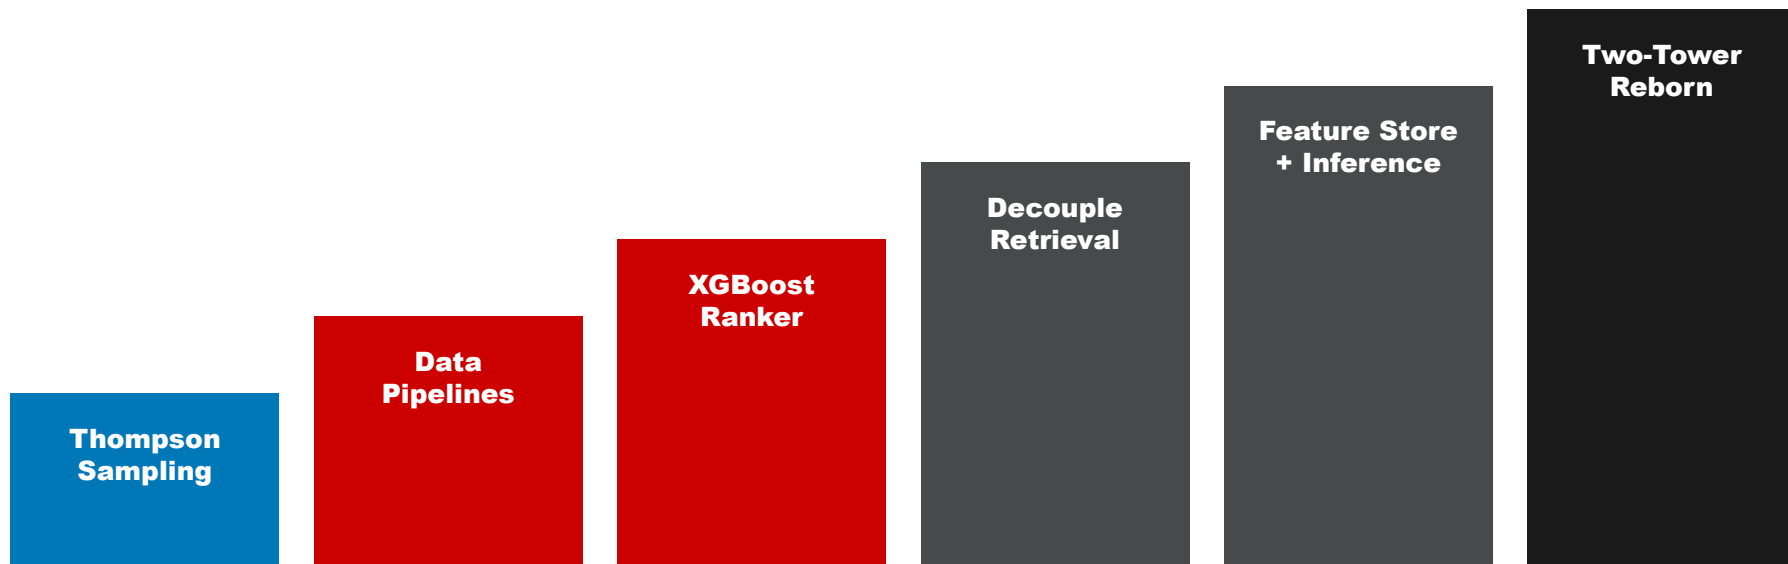 Thompson
Sampling
Data
Pipelines
XGBoost
Ranker
Decouple
Retrieval
Feature Store
+ Inference
Two-Tower
Reborn